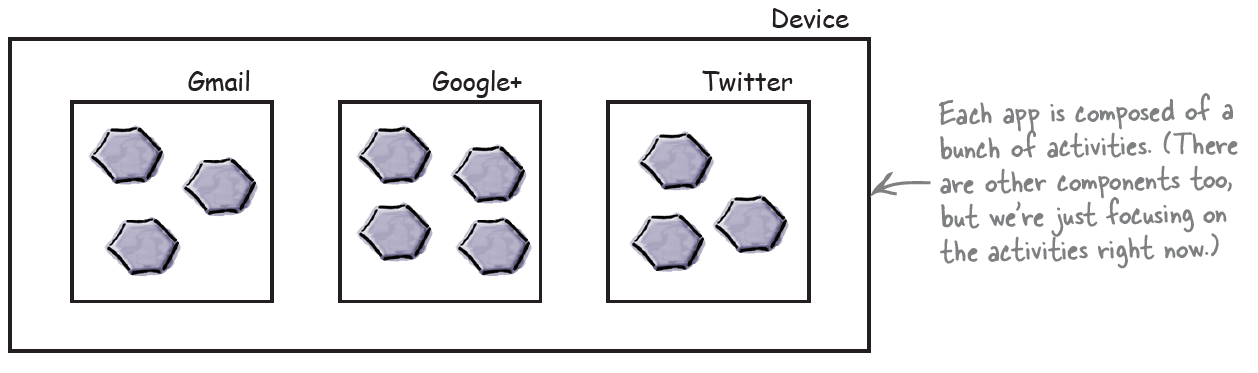 Device
Gmail
Google+
Twitter
Each app is composed of a
bunch of activities. (There
are other components too,
but we're just focusing on
the activities right now.)